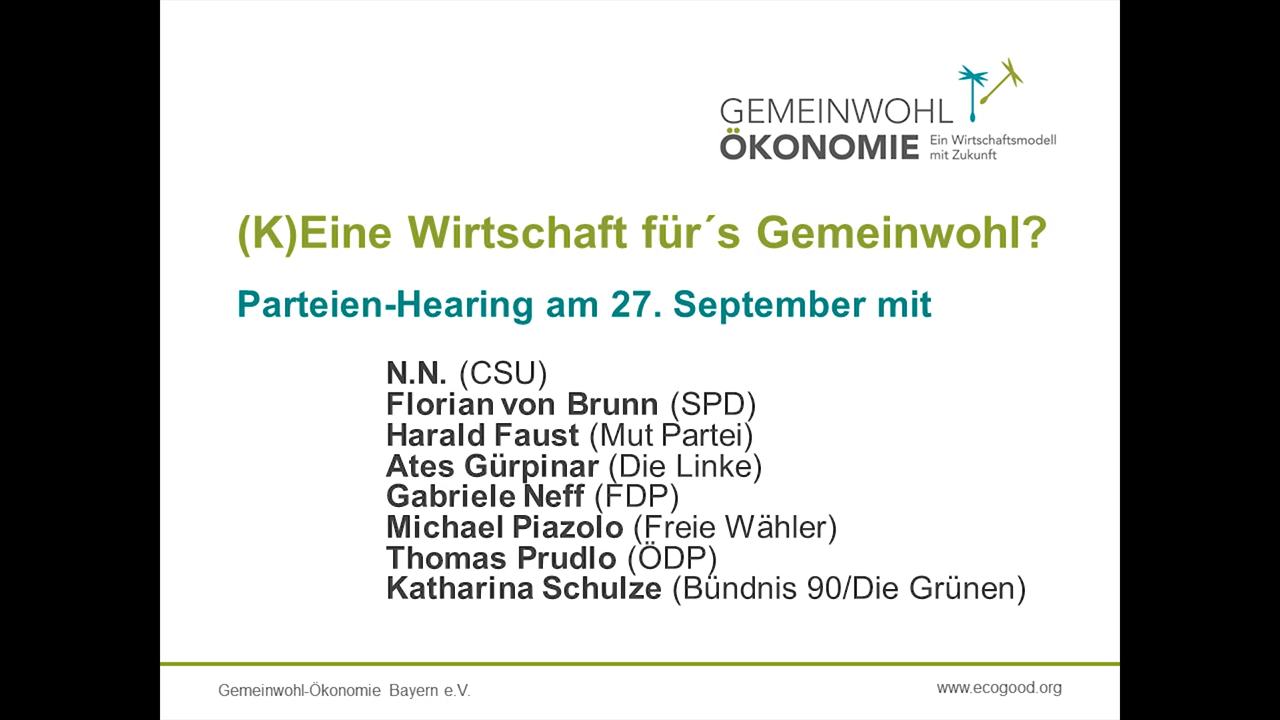 GEMEINWOHL
ÖKONOMIE Ein Wirtschaftsmodell
mit Zukunft
(K)Eine Wirtschaft für´s Gemeinwohl?
Parteien-Hearing am 27. September mit
N.N. (CSU)
Florian von Brunn (SPD)
Harald Faust (Mut Partei)
Ates Gürpinar (Die Linke)
Gabriele Neff (FDP)
Michael Piazolo (Freie Wähler)
Thomas Prudlo (ÖDP)
Katharina Schulze (Bündnis 90/Die Grünen)
Gemeinwohl-Ökonomie Bayern e.V.
www.ecogood.org